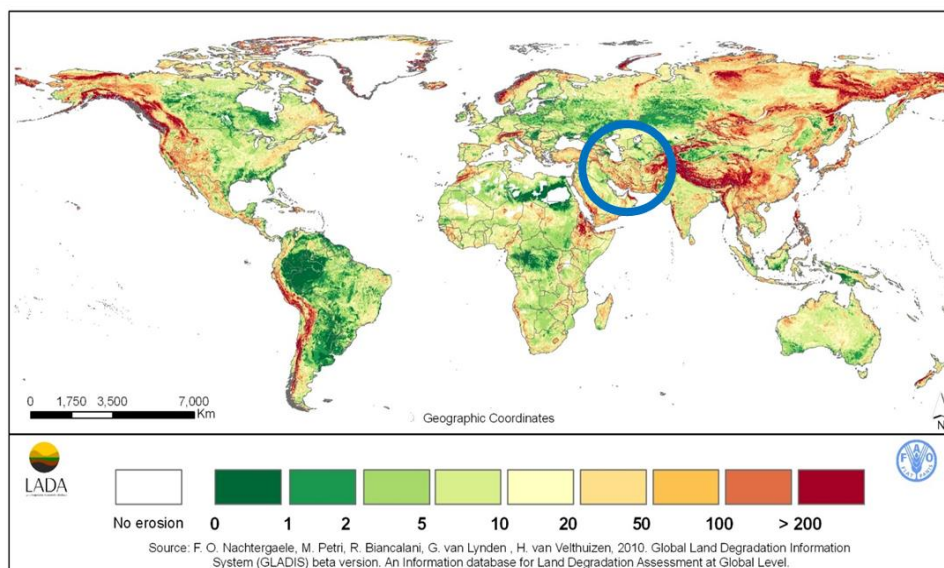 0 1,750 3,500 7,000
Km
Geographic Coordinates
N
LADA
No erosion 0 1 2 5 10 20 50 100 > 200
F A O
FIAT PANIS
Source: F. O. Nachtergaele, M. Petri, R. Biancalani, G. van Lynden , H. van Velthuizen, 2010. Global Land Degradation Information
System (GLADIS) beta version. An Information database for Land Degradation Assessment at Global Level.